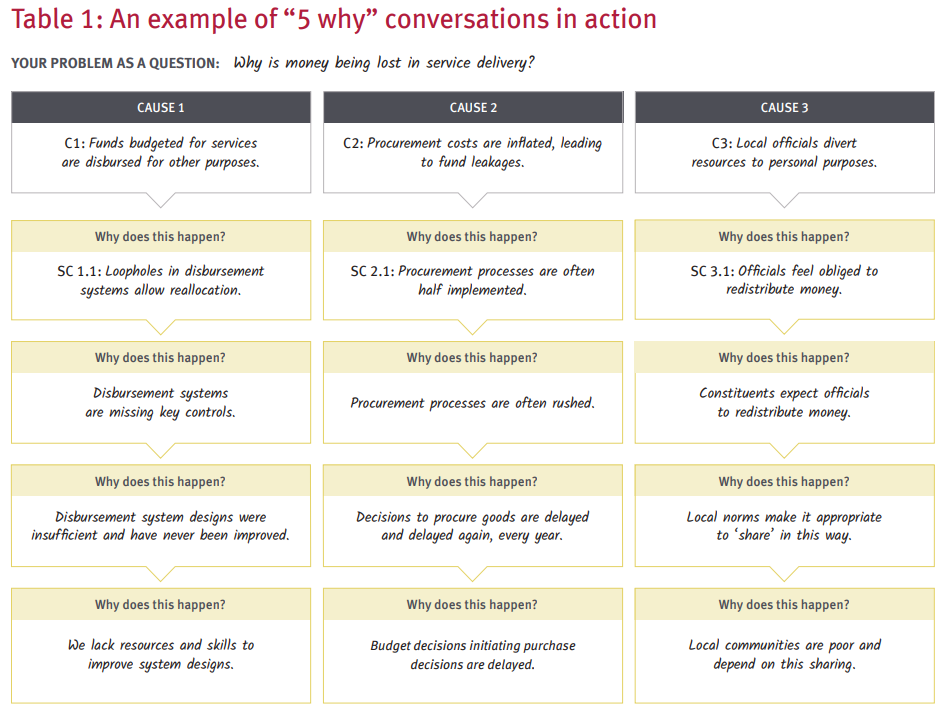 Table 1: An example of “5 why” conversations in action
YOUR PROBLEM AS A QUESTION: Why is money being lost in service delivery?
CAUSE 1
C1: Funds budgeted for services
are disbursed for other purposes.
Why does this happen?
SC 1.1: Loopholes in disbursement
systems allow reallocation.
Why does this happen?
Disbursement systems
are missing key controls.
Why does this happen?
Disbursement system designs were
insufficient and have never been improved.
Why does this happen?
We lack resources and skills to
improve system designs.
CAUSE 2
C2: Procurement costs are inflated, leading
to fund leakages.
Why does this happen?
SC 2.1: Procurement processes are often
half implemented.
Why does this happen?
Procurement processes are often rushed.
Why does this happen?
Decisions to procure goods are delayed
and delayed again, every year.
Why does this happen?
Budget decisions initiating purchase
decisions are delayed.
CAUSE 3
C3: Local officials divert
resources to personal purposes.
Why does this happen?
SC 3.1: Officials feel obliged to
redistribute money.
Why does this happen?
Constituents expect officials
to redistribute money.
Why does this happen?
Local norms make it appropriate
to ‘share’ in this way.
Why does this happen?
Local communities are poor and
depend on this sharing.